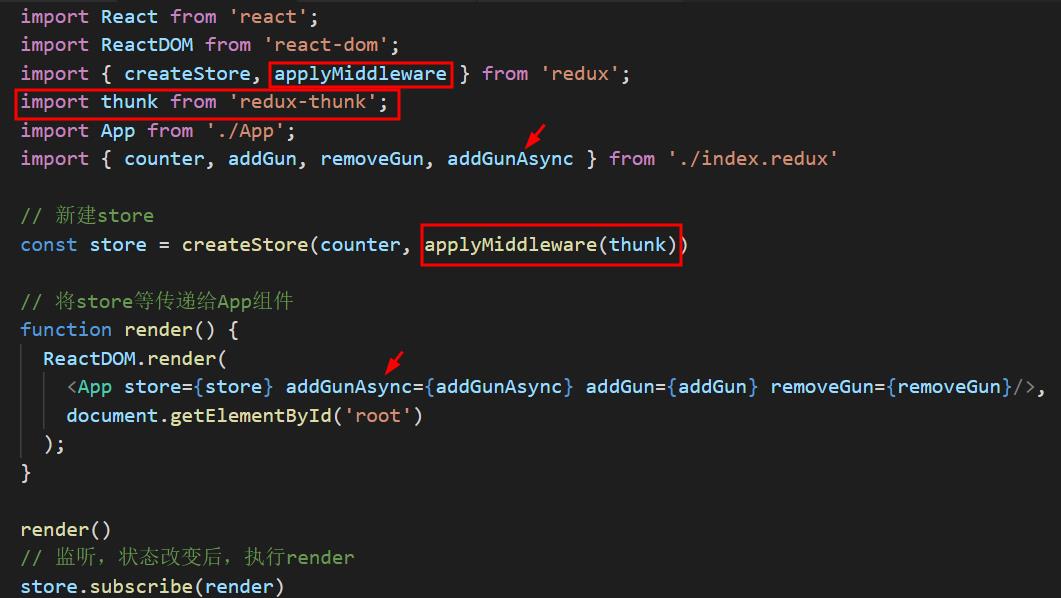 import React from 'react';
import ReactDOM from 'react-dom';
import { createStore, applyMiddleware } from 'redux';
import thunk from 'redux-thunk';
import App from './App';
import { counter, addGun, removeGun, addGunAsync } from './index.redux'
// 新建store
const store = createStore(counter, applyMiddleware(thunk))
// 将store等传递给App组件
function render() {
ReactDOM.render(
<App store={store} addGunAsync={addGunAsync} addGun={addGun} removeGun={removeGun}/>,
document.getElementById('root')
);
}
render()
// 监听，状态改变后，执行render
store.subscribe(render)